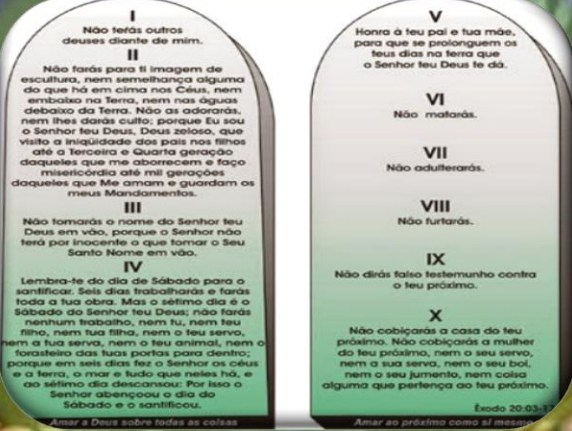 I
Não terás outros
deuses diante de mim.
II
Não farás para ti imagem de
escultura, nem semelhança alguma
do que há em cima nos Céus, nem
embaixo na Terra, nem nas águas
debaixo da Terra. Não as adorarás,
nem lhes darás culto; porque Eu sou
o Senhor teu Deus, Deus zeloso, que
visito a iniqüidade dos pais nos filhos
até a Terceira e Quarta geração
daqueles que me aborrecem e faço
misericórdia até mil gerações
daqueles que Me amam e guardam os
meus Mandamentos.
III
Não tomarás o nome do Senhor teu
Deus em vão, porque o Senhor não
terá por inocente o que tomar o Seu
Santo Nome em vão.
IV
Lembra-te do dia de Sábado para o
santificar. Seis dias trabalharás e farás
toda a tua obra. Mas o sétimo dia é o
Sábado do Senhor teu Deus; não farás
nenhum trabalho, nem tu, nem teu
filho, nem tua filha, nem o teu servo,
nem a tua serva, nem o teu animal, nem o
forasteiro das tuas portas para dentro;
porque em seis dias fez o Senhor os céus
e a terra, o mar e tudo que neles há, e
ao sétimo dia descansou: Por isso o
Senhor abençoou o dia do
Sábado e o santificou.
Amar a Deus sobre todas as coisas
V
Honra à teu pai e tua mãe,
para que se prolonguem os
teus dias na terra que
o Senhor teu Deus te dá.
VI
Não matarás.
VII
Não adulterarás.
VIII
Não furtarás.
IX
Não dirás falso testemunho contra
o teu próximo.
X
Não cobiçarás a casa do teu
próximo. Não cobiçarás a mulher
do teu próximo, nem o seu servo,
nem a sua serva, nem o seu boi,
nem o seu jumento, nem coisa
alguma que pertença ao teu próximo.
Êxodo 20:03-17
Amar ao próximo como si mesmo